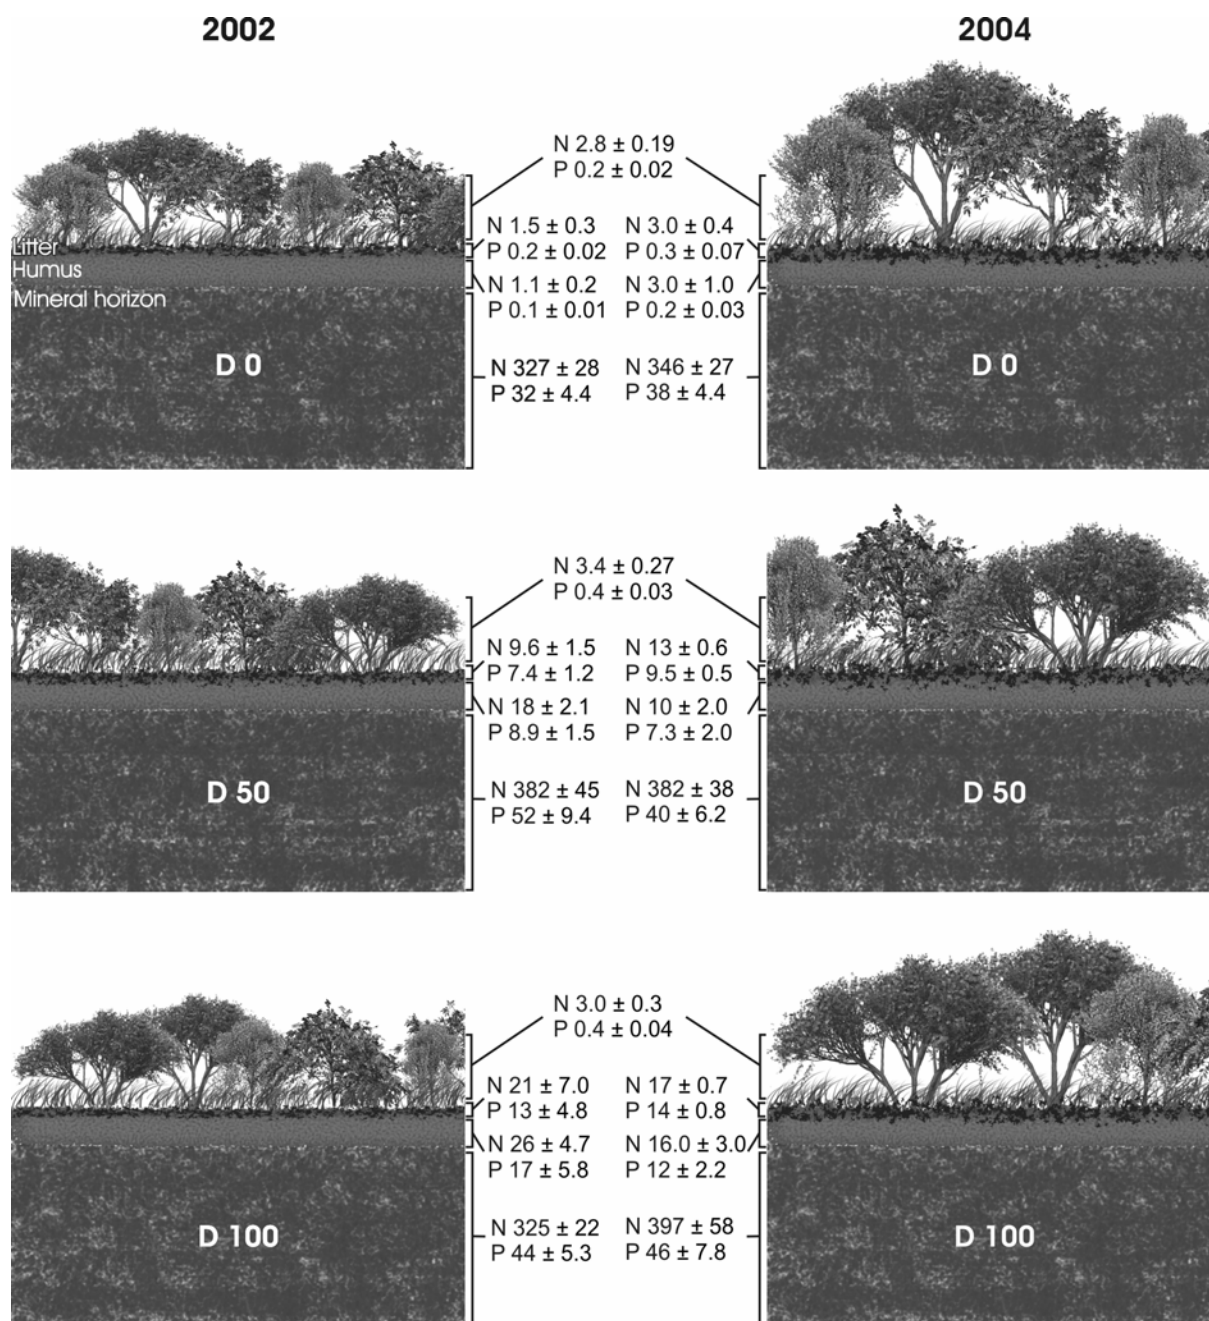 2002
2004
N 2.8 ± 0.19
P 0.2 ± 0.02
N 1.5 ± 0.3
P 0.2 ± 0.02
N 3.0 ± 0.4
P 0.3 ± 0.07
Litter
Humus
Mineral horizon
N 1.1 ± 0.2
P 0.1 ± 0.01
N 3.0 ± 1.0
P 0.2 ± 0.03
D 0
N 327 ± 28
P 32 ± 4.4
N 346 ± 27
P 38 ± 4.4
D 0
N 3.4 ± 0.27
P 0.4 ± 0.03
N 9.6 ± 1.5
P 7.4 ± 1.2
N 13 ± 0.6
P 9.5 ± 0.5
N 18 ± 2.1
P 8.9 ± 1.5
N 10 ± 2.0
P 7.3 ± 2.0
D 50
N 382 ± 45
P 52 ± 9.4
N 382 ± 38
P 40 ± 6.2
D 50
N 3.0 ± 0.3
P 0.4 ± 0.04
N 21 ± 7.0
P 13 ± 4.8
N 17 ± 0.7
P 14 ± 0.8
N 26 ± 4.7
P 17 ± 5.8
N 16.0 ± 3.0
P 12 ± 2.2
D 100
N 325 ± 22
P 44 ± 5.3
N 397 ± 58
P 46 ± 7.8
D 100